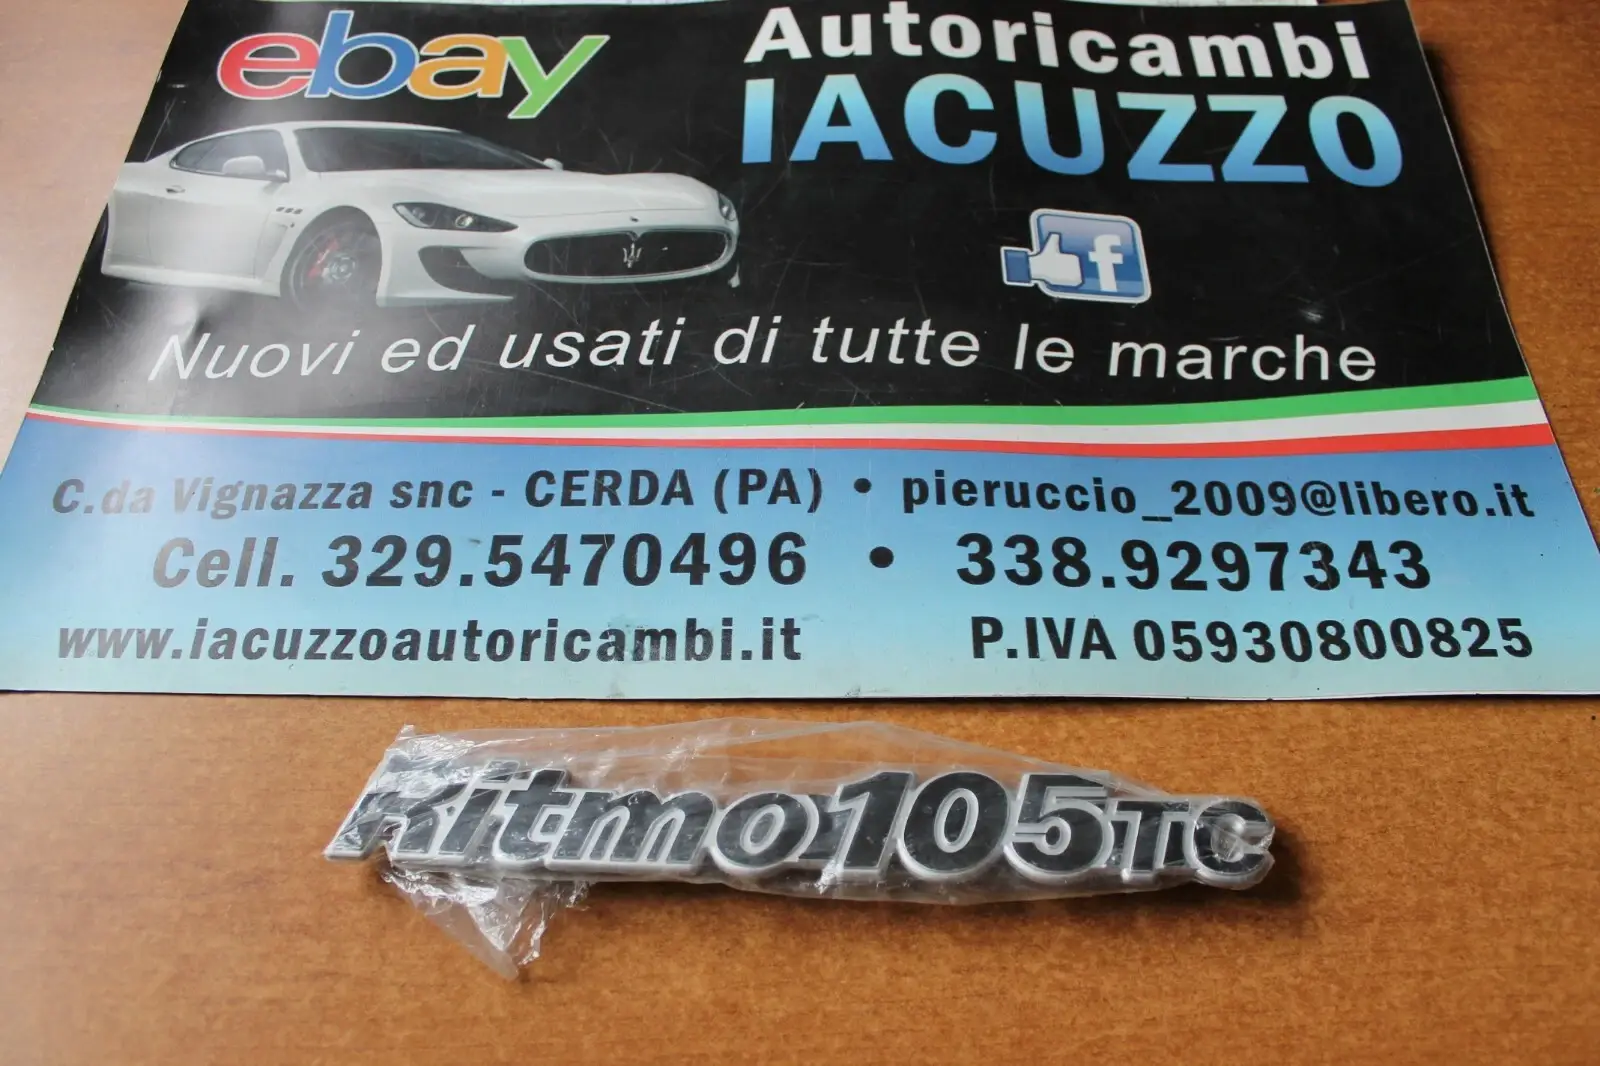 ebay
Autoricambi
IACUZZO
f
Nuovi ed usati di tutte le marche
C.da Vignazza snc - CERDA (PA) • pieruccio_2009@libero.it
Cell. 329.5470496 • 338.9297343
www.iacuzzoautoricambi.it P.IVA 05930800825
Ritmo105TC